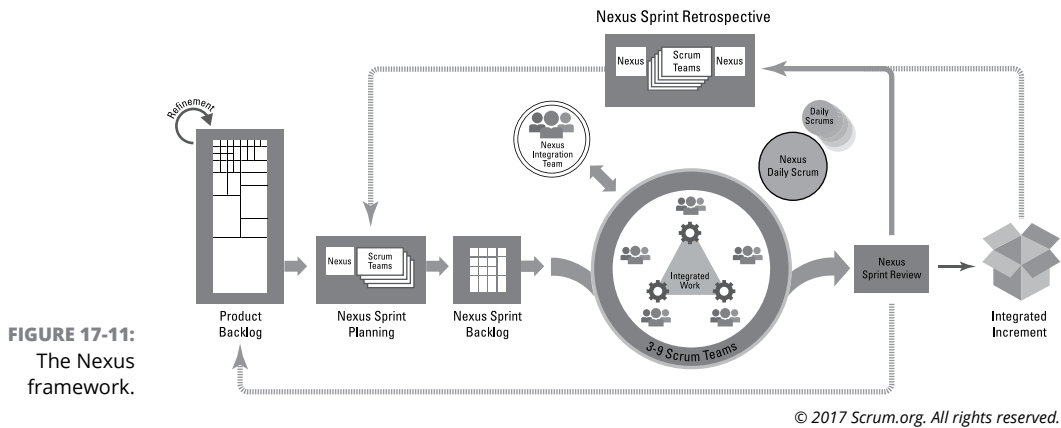 Nexus Sprint Retrospective
Nexus
Scrum
Teams
Nexus
Refinement
Nexus
Integration
Team
Daily
Scrums
Nexus
Daily Scrum
Nexus
Scrum
Teams
Integrated
Work
Nexus
Sprint Review
3-9 Scrum Teams
Product
Backlog
Nexus Sprint
Planning
Nexus Sprint
Backlog
Integrated
Increment
FIGURE 17-11:
The Nexus
framework.
© 2017 Scrum.org. All rights reserved.